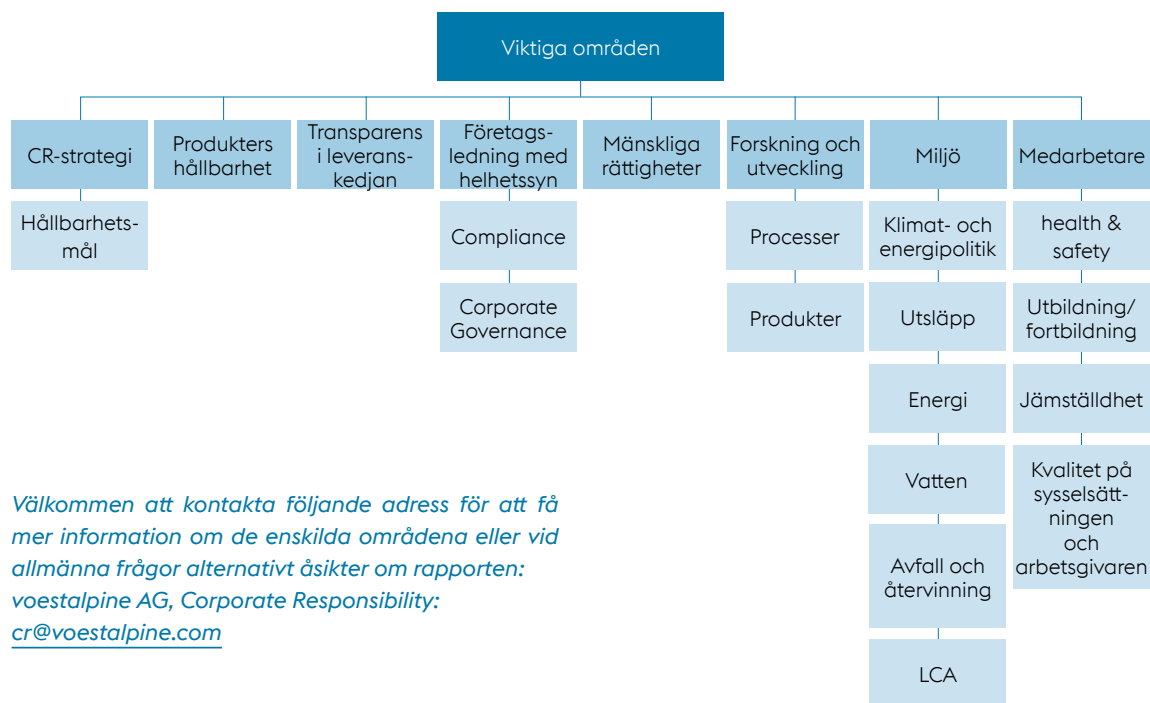 Viktiga områden
CR-strategi
Produkters
hållbarhet
Transparens
i leverans-
kedjan
Företags-
ledning med
helhetssyn
Mänskliga
rättigheter
Forskning och
utveckling
Miljö
Medarbetare
Hållbarhets-
mål
Compliance
Corporate
Governance
Processer
Produkter
Klimat- och
energipolitik
Utsläpp
Energi
Vatten
Avfall och
återvinning
LCA
health &
safety
Utbildning/
fortbildning
Jämställdhet
Kvalitet på
sysselsätt-
ningen
och
arbetsgivaren
Välkommen att kontakta följande adress för att få
mer information om de enskilda områdena eller vid
allmänna frågor alternativt åsikter om rapporten:
voestalpine AG, Corporate Responsibility:
cr@voestalpine.com